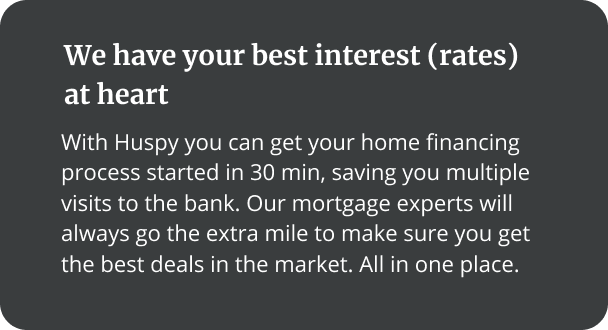 We have your best interest (rates)
at heart
With Huspy you can get your home financing
process started in 30 min, saving you multiple
visits to the bank. Our mortgage experts will
always go the extra mile to make sure you get
the best deals in the market. All in one place.